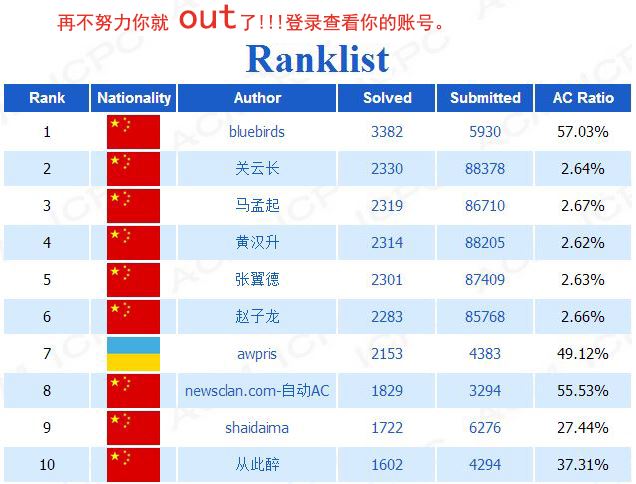 再不努力你就 out了!!!登录查看你的账号。
Ranklist
Rank Nationality Author Solved Submitted AC Ratio
1 bluebirds 3382 5930 57.03%
2 关云长 2330 88378 2.64%
3 马孟起 2319 86710 2.67%
4 黄汉升 2314 88205 2.62%
5 张翼德 2301 87409 2.63%
6 赵子龙 2283 85768 2.66%
7 awpris 2153 4383 49.12%
8 newsclan.com-自动AC 1829 3294 55.53%
9 shaidaima 1722 6276 27.44%
10 从此醉 1602 4294 37.31%